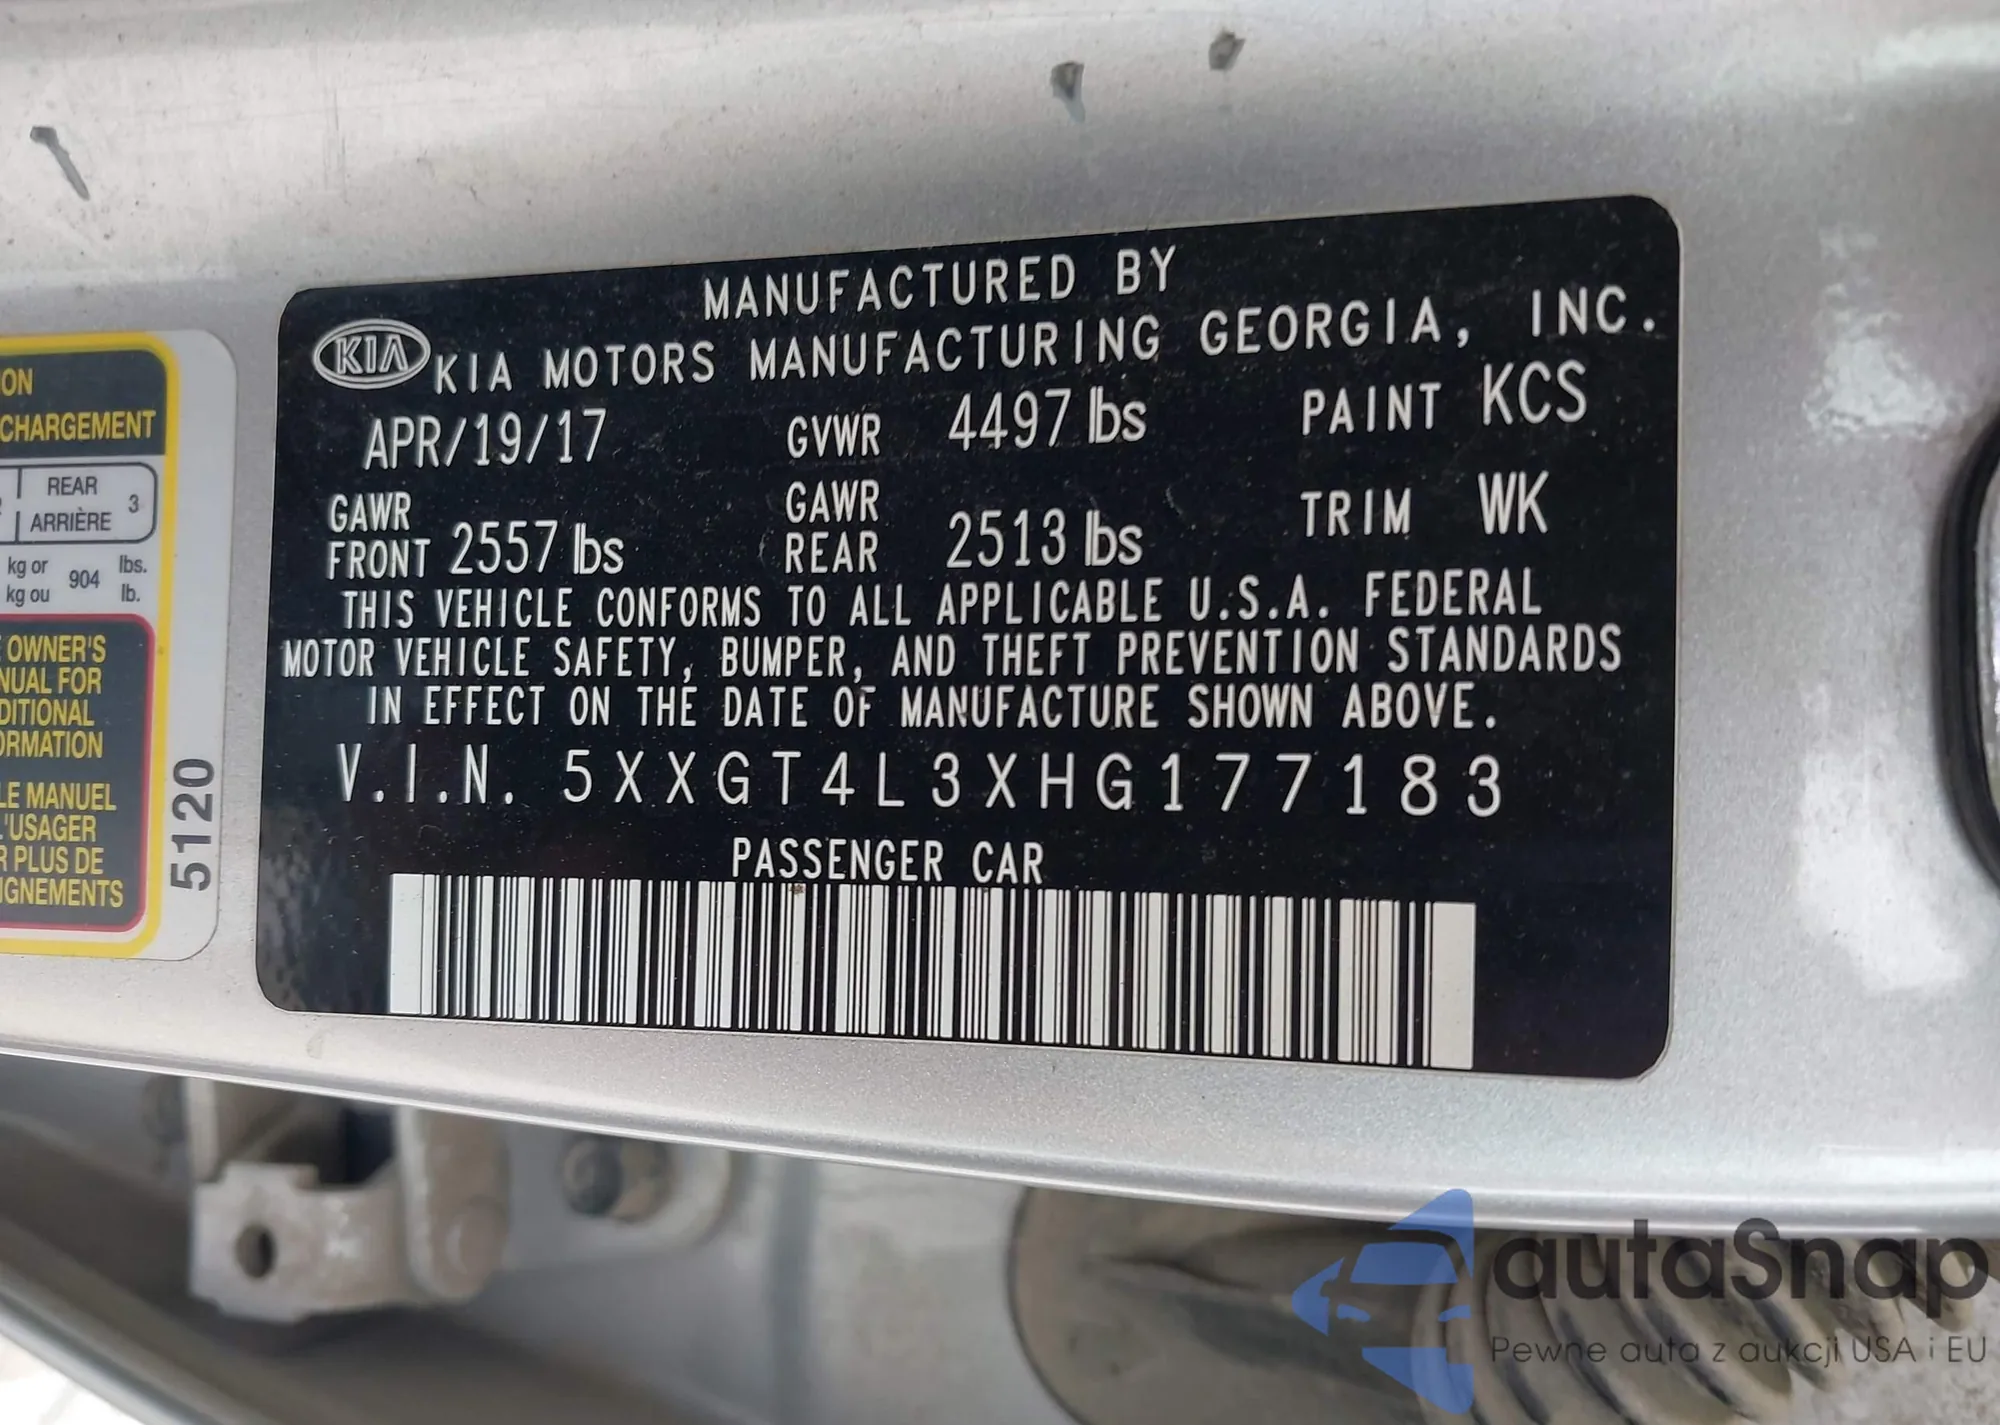 MANUFACTURED BY
KIA KIA MOTORS MANUFACTURING GEORGIA, INC.
APR/19/17 GVWR 4497 lbs PAINT KCS
GAWR FRONT 2557 lbs GAWR REAR 2513 lbs TRIM WK
THIS VEHICLE CONFORMS TO ALL APPLICABLE U.S.A. FEDERAL
MOTOR VEHICLE SAFETY, BUMPER, AND THEFT PREVENTION STANDARDS
IN EFFECT ON THE DATE OF MANUFACTURE SHOWN ABOVE.
V.I.N. 5XXGT4L3XHG177183
PASSENGER CAR
ION
CHARGEMENT
REAR 3
ARRIÈRE
kg or 904 lbs.
kg ou lb.
OWNER'S
NUAL FOR
DITIONAL
ORMATION
LE MANUEL
L'USAGER
R PLUS DE
IGNEMENTS
5120
autaSnap
Pewne auta z aukcji USA i EU